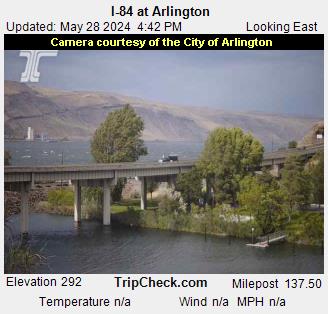 I-84 at Arlington
Updated: May 28 2024 4:42 PM Looking East
Camera courtesy of the City of Arlington
Elevation 292 TripCheck.com Milepost 137.50
Temperature n/a Wind n/a MPH n/a